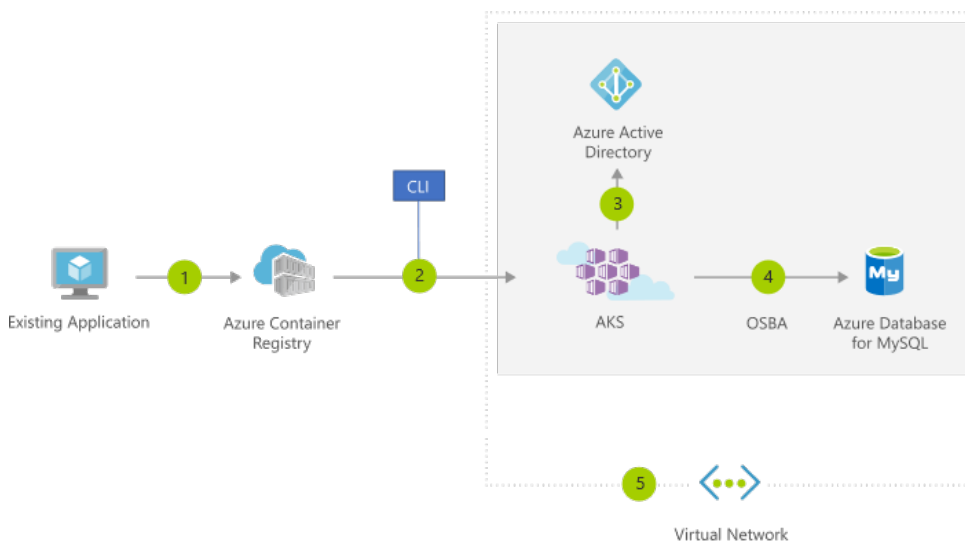 Azure Active
Directory
CLI
3
1
2
4
My
Existing Application
Azure Container
Registry
AKS
OSBA
Azure Database
for MySQL
5
Virtual Network